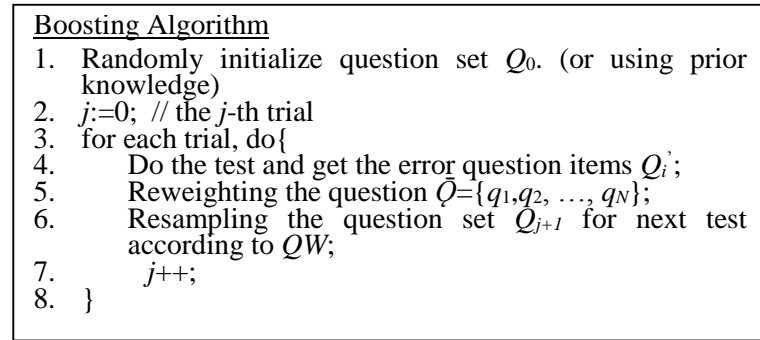 Boosting Algorithm
1. Randomly initialize question set Q0. (or using prior
knowledge)
2. j:=0; // the j-th trial
3. for each trial, do{
4. Do the test and get the error question items Qi’;
5. Reweighting the question Q̄={q1,q2, …, qN};
6. Resampling the question set Qj+1 for next test
according to QW;
7. j++;
8. }